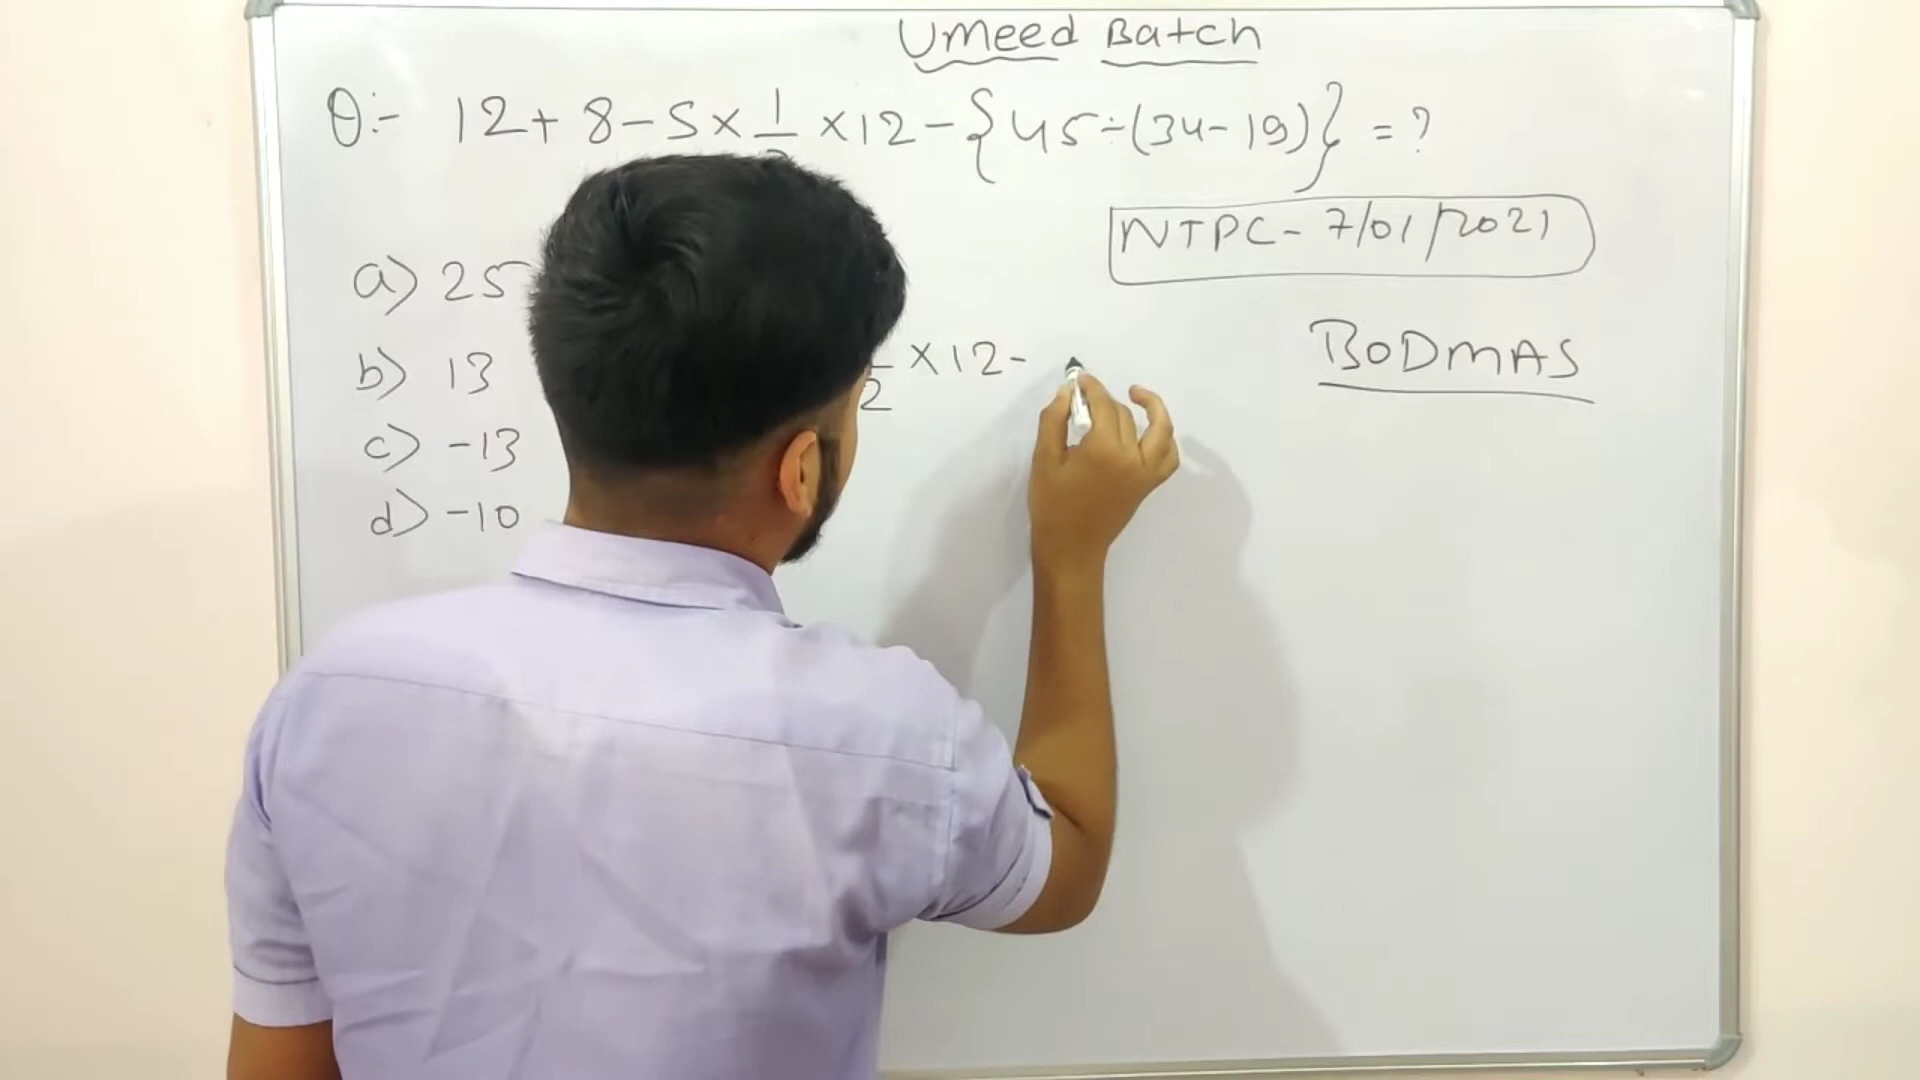 Umeed Batch
Q:- 12 + 8 - 5 × 1/2 × 12 - {45 ÷ (34 - 19)} = ?
NTPC - 7/01/2021
a) 25
b) 13
c) -13
d) -10
2 × 12 -
BODMAS